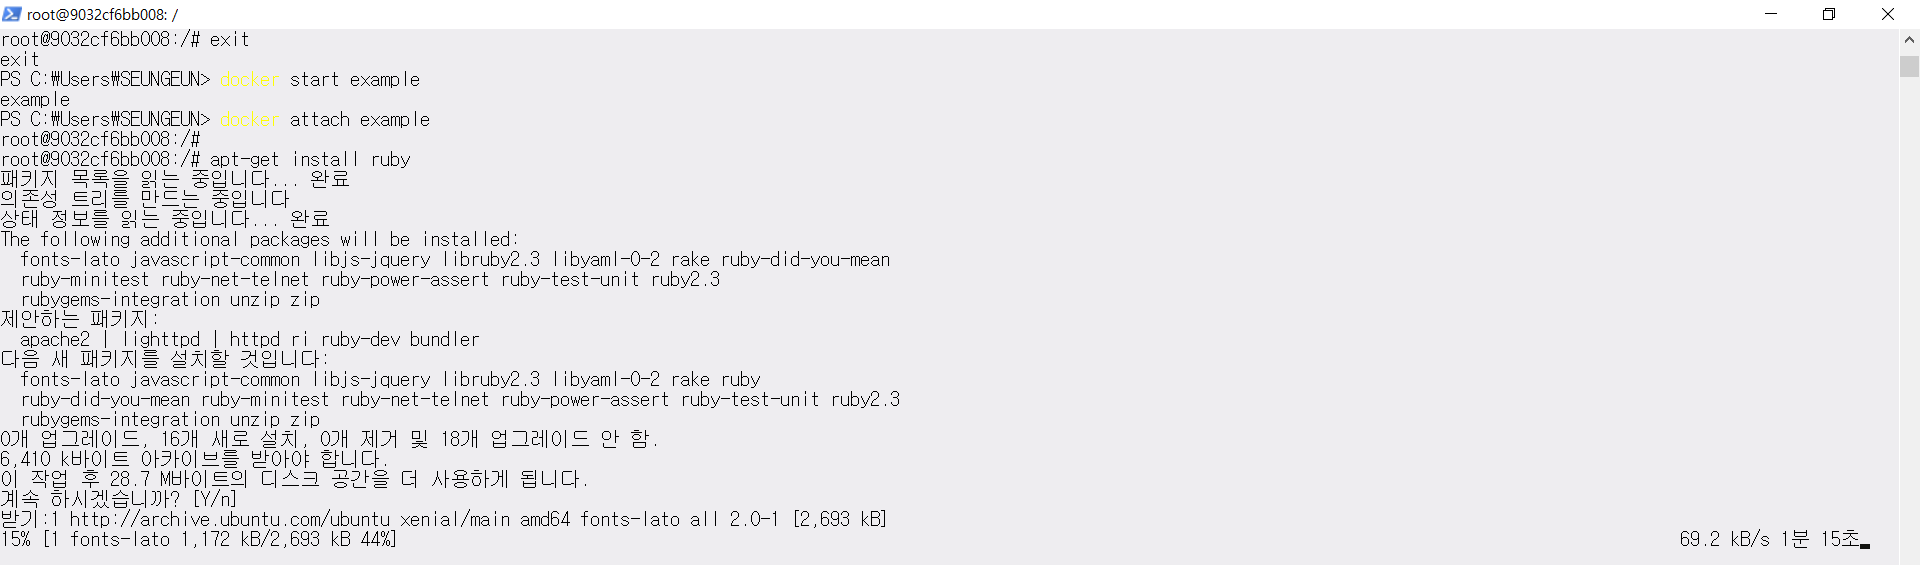 root@9032cf6bb008: /
root@9032cf6bb008:/# exit
exit
PS C:₩Users₩SEUNGEUN> docker start example
example
PS C:₩Users₩SEUNGEUN> docker attach example
root@9032cf6bb008:/#
root@9032cf6bb008:/# apt-get install ruby
패키지 목록을 읽는 중입니다... 완료
의존성 트리를 만드는 중입니다
상태 정보를 읽는 중입니다... 완료
The following additional packages will be installed:
  fonts-lato javascript-common libjs-jquery libruby2.3 libyaml-0-2 rake ruby-did-you-mean
  ruby-minitest ruby-net-telnet ruby-power-assert ruby-test-unit ruby2.3
  rubygems-integration unzip zip
제안하는 패키지:
  apache2 | lighttpd | httpd ri ruby-dev bundler
다음 새 패키지를 설치할 것입니다:
  fonts-lato javascript-common libjs-jquery libruby2.3 libyaml-0-2 rake ruby
  ruby-did-you-mean ruby-minitest ruby-net-telnet ruby-power-assert ruby-test-unit ruby2.3
  rubygems-integration unzip zip
0개 업그레이드, 16개 새로 설치, 0개 제거 및 18개 업그레이드 안 함.
6,410 k바이트 아카이브를 받아야 합니다.
이 작업 후 28.7 M바이트의 디스크 공간을 더 사용하게 됩니다.
계속 하시겠습니까? [Y/n]
받기:1 http://archive.ubuntu.com/ubuntu xenial/main amd64 fonts-lato all 2.0-1 [2,693 kB]
15% [1 fonts-lato 1,172 kB/2,693 kB 44%] 69.2 kB/s 1분 15초